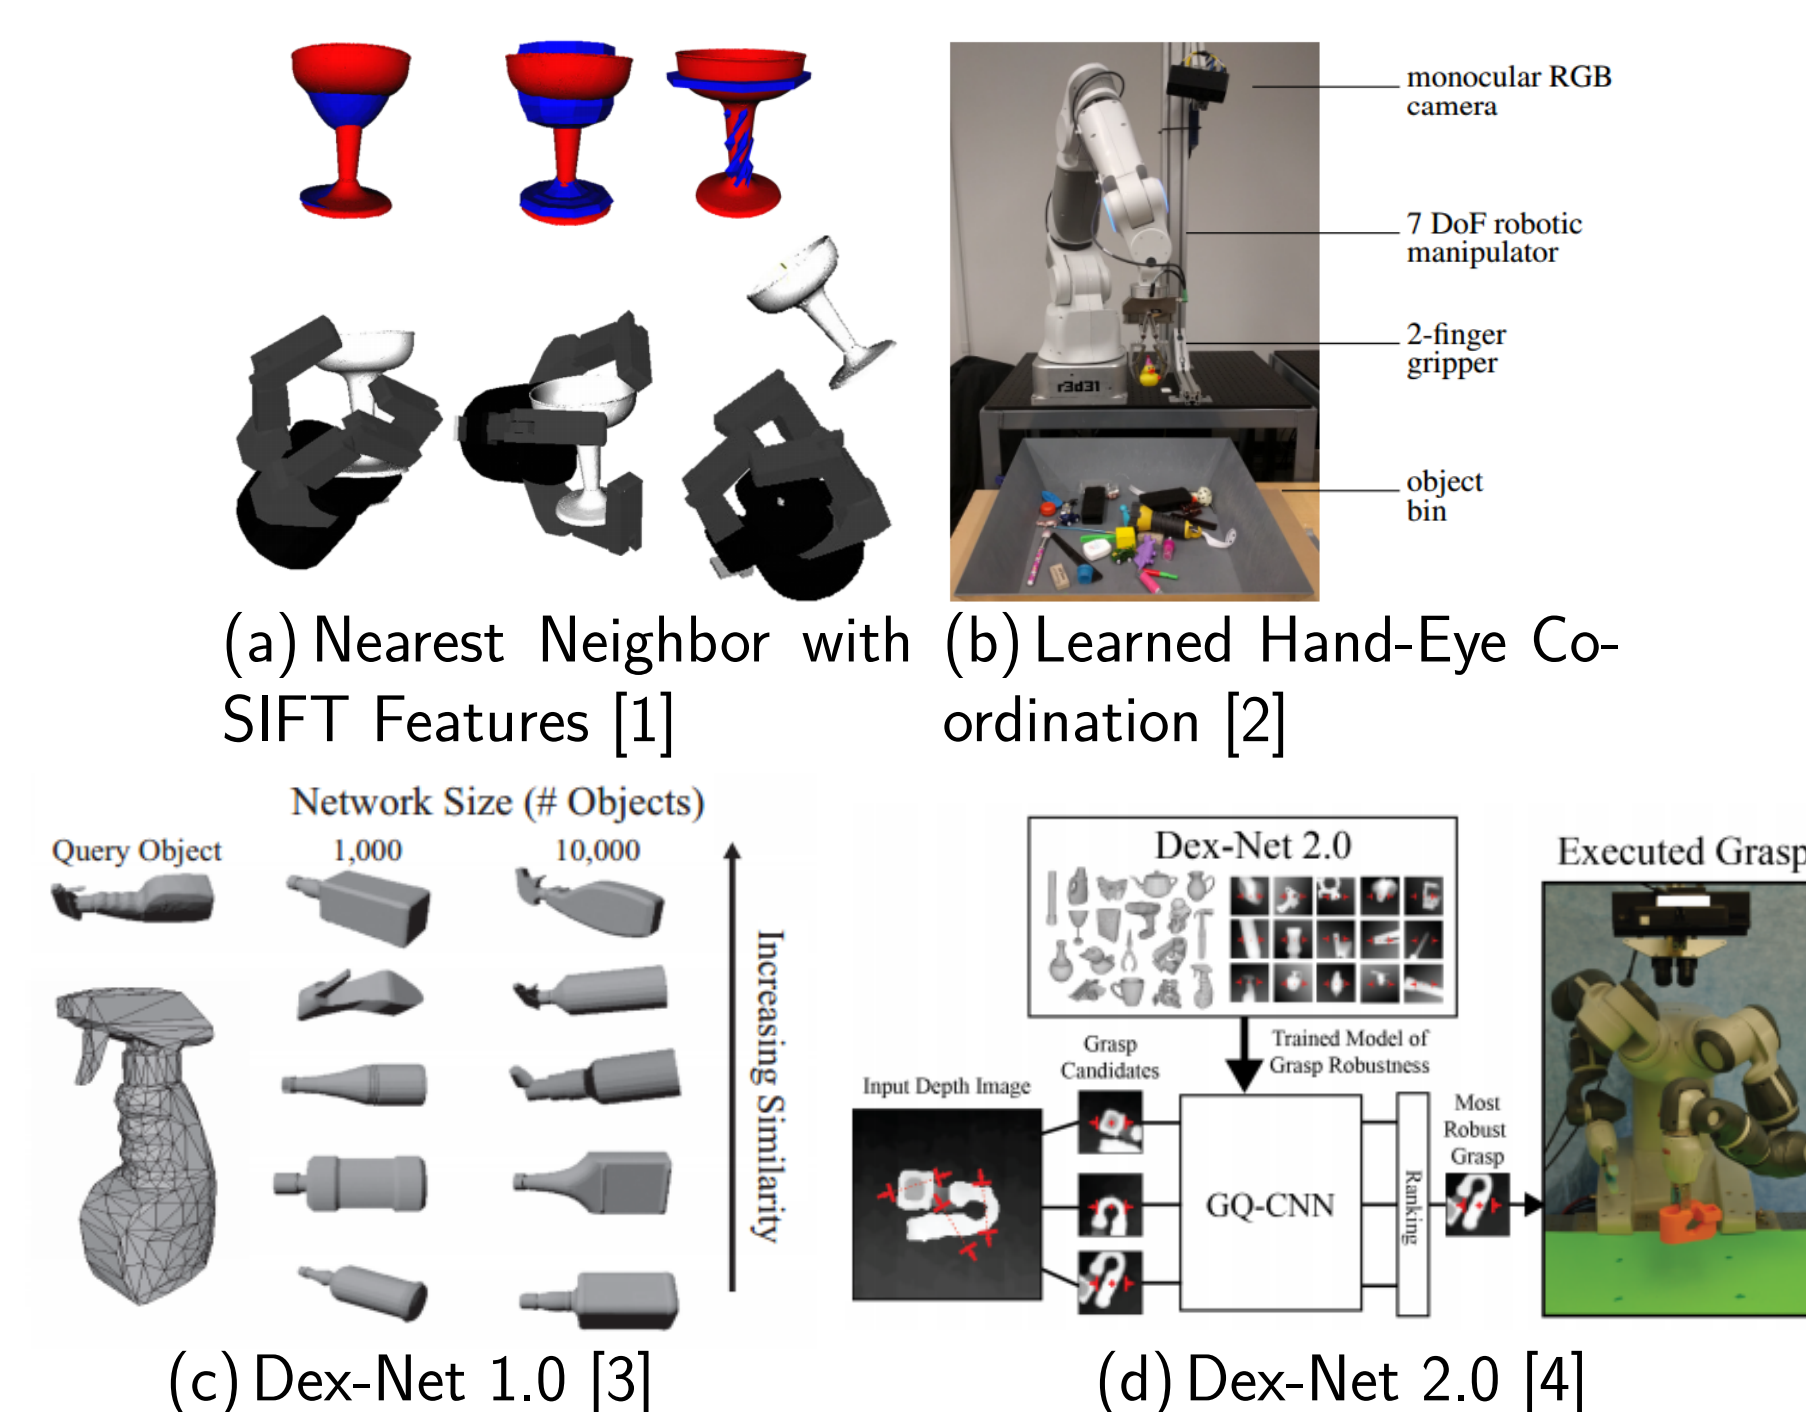 monocular RGB
camera
7 DoF robotic
manipulator
2-finger
gripper
r3d31
object
bin
(a) Nearest Neighbor with
SIFT Features [1]
(b) Learned Hand-Eye Co-
ordination [2]
Network Size (# Objects)
Query Object
1,000
10,000
Increasing Similarity
(c) Dex-Net 1.0 [3]
Dex-Net 2.0
Executed Grasp
Trained Model of
Grasp Robustness
Grasp
Candidates
Input Depth Image
GQ-CNN
Ranking
Most
Robust
Grasp
(d) Dex-Net 2.0 [4]